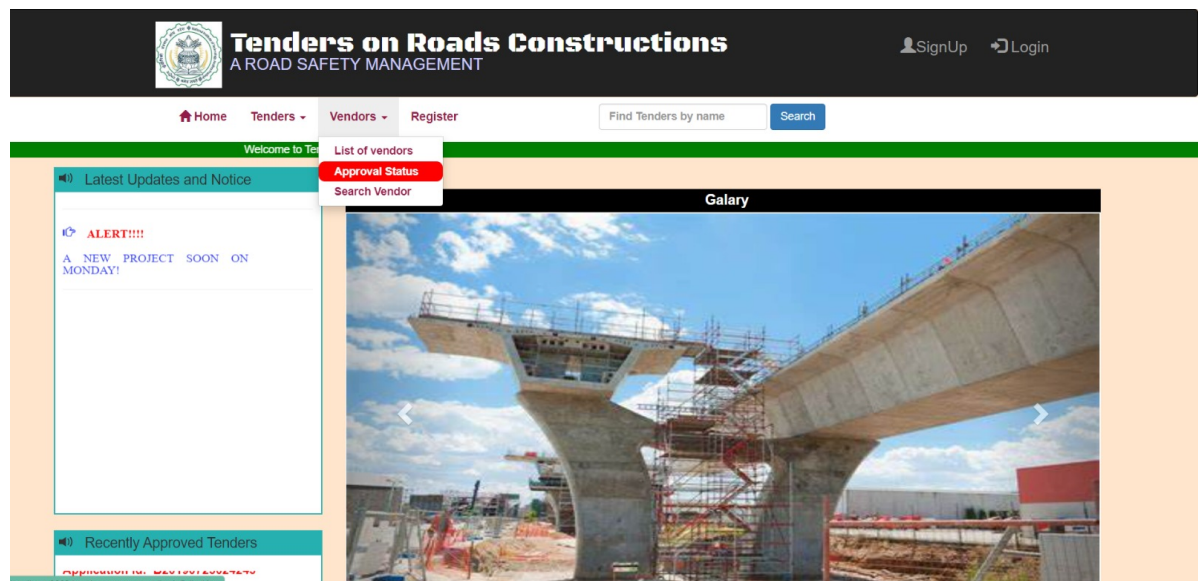 Tenders on Roads Constructions
A ROAD SAFETY MANAGEMENT
SignUp
Login
Home
Tenders
Vendors
Register
Find Tenders by name
Search
Welcome to
List of vendors
Approval Status
Search Vendor
Latest Updates and Notice
ALERT!!!!
A NEW PROJECT SOON ON
MONDAY!
Galary
Recently Approved Tenders